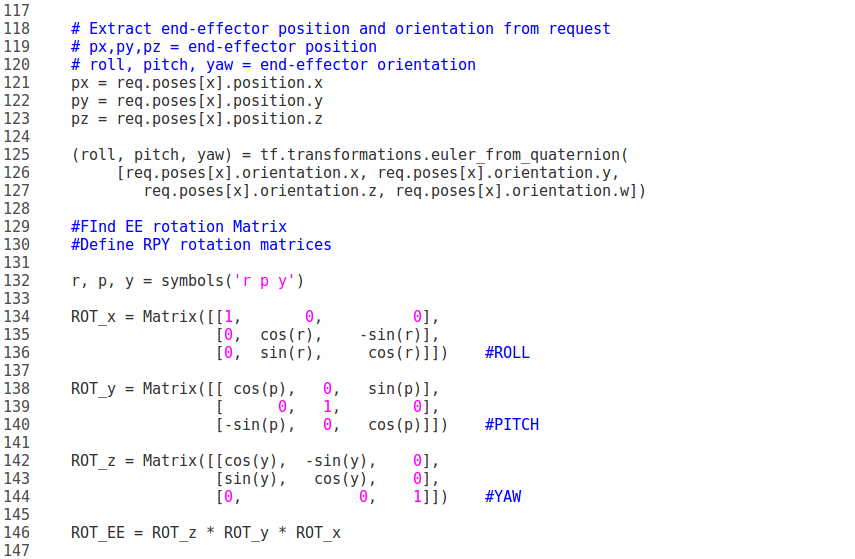 117
118 # Extract end-effector position and orientation from request
119 # px,py,pz = end-effector position
120 # roll, pitch, yaw = end-effector orientation
121 px = req.poses[x].position.x
122 py = req.poses[x].position.y
123 pz = req.poses[x].position.z
124
125 (roll, pitch, yaw) = tf.transformations.euler_from_quaternion(
126 [req.poses[x].orientation.x, req.poses[x].orientation.y,
127 req.poses[x].orientation.z, req.poses[x].orientation.w])
128
129 #FInd EE rotation Matrix
130 #Define RPY rotation matrices
131
132 r, p, y = symbols('r p y')
133
134 ROT_x = Matrix([[1, 0, 0],
135 [0, cos(r), -sin(r)],
136 [0, sin(r), cos(r)]]) #ROLL
137
138 ROT_y = Matrix([[ cos(p), 0, sin(p)],
139 [ 0, 1, 0],
140 [-sin(p), 0, cos(p)]]) #PITCH
141
142 ROT_z = Matrix([[cos(y), -sin(y), 0],
143 [sin(y), cos(y), 0],
144 [0, 0, 1]]) #YAW
145
146 ROT_EE = ROT_z * ROT_y * ROT_x
147